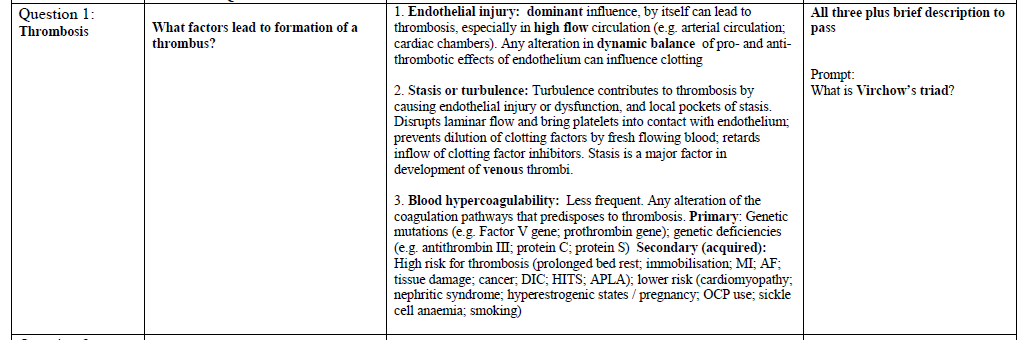 Question 1:
Thrombosis
What factors lead to formation of a
thrombus?
1. Endothelial injury: dominant influence, by itself can lead to
thrombosis, especially in high flow circulation (e.g. arterial circulation;
cardiac chambers). Any alteration in dynamic balance of pro- and anti-
thrombotic effects of endothelium can influence clotting
2. Stasis or turbulence: Turbulence contributes to thrombosis by
causing endothelial injury or dysfunction, and local pockets of stasis.
Disrupts laminar flow and bring platelets into contact with endothelium;
prevents dilution of clotting factors by fresh flowing blood; retards
inflow of clotting factor inhibitors. Stasis is a major factor in
development of venous thrombi.
3. Blood hypercoagulability: Less frequent. Any alteration of the
coagulation pathways that predisposes to thrombosis. Primary: Genetic
mutations (e.g. Factor V gene; prothrombin gene); genetic deficiencies
(e.g. antithrombin III; protein C; protein S) Secondary (acquired):
High risk for thrombosis (prolonged bed rest; immobilisation; MI; AF;
tissue damage; cancer; DIC; HITS; APLA); lower risk (cardiomyopathy;
nephritic syndrome; hyperestrogenic states / pregnancy; OCP use; sickle
cell anaemia; smoking)
All three plus brief description to
pass
Prompt:
What is Virchow's triad?